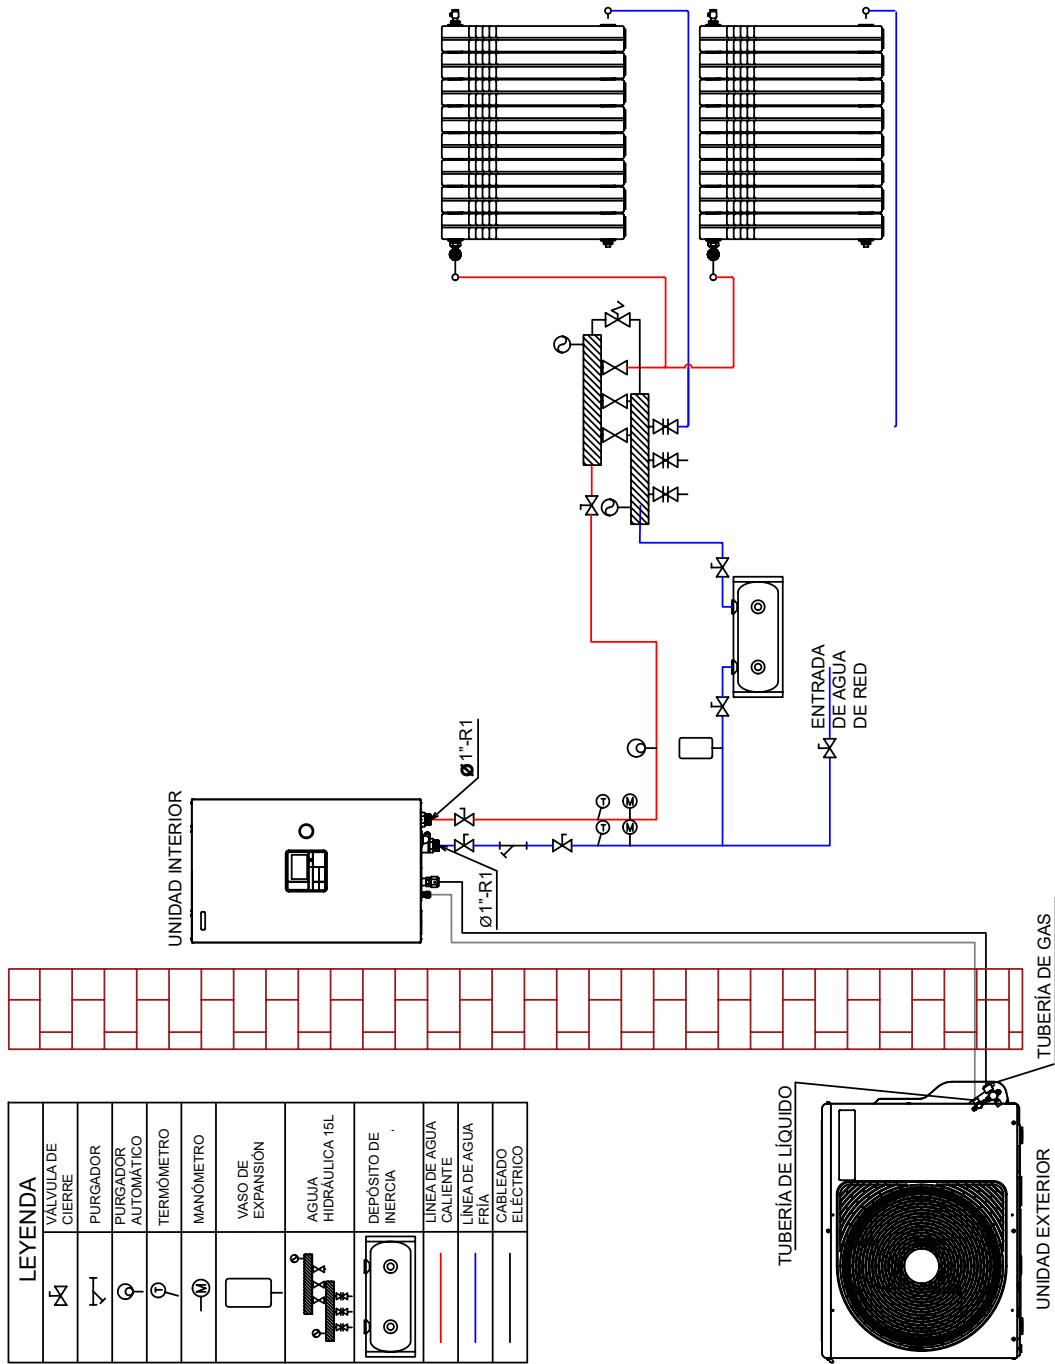 LEYENDA
VÁLVULA DE
CIERRE
PURGADOR
PURGADOR
AUTOMÁTICO
T
TERMÓMETRO
M
MANÓMETRO
VASO DE
EXPANSIÓN
AGUJA
HIDRÁULICA 15L
DEPÓSITO DE
INERCIA
LINEA DE AGUA
CALIENTE
LÍNEA DE AGUA
FRÍA
CABLEADO
ELÉCTRICO
UNIDAD INTERIOR
Ø1"-R1
Ø1"-R1
T
T
M
M
ENTRADA
DE AGUA
DE RED
TUBERÍA DE LÍQUIDO
TUBERÍA DE GAS
UNIDAD EXTERIOR